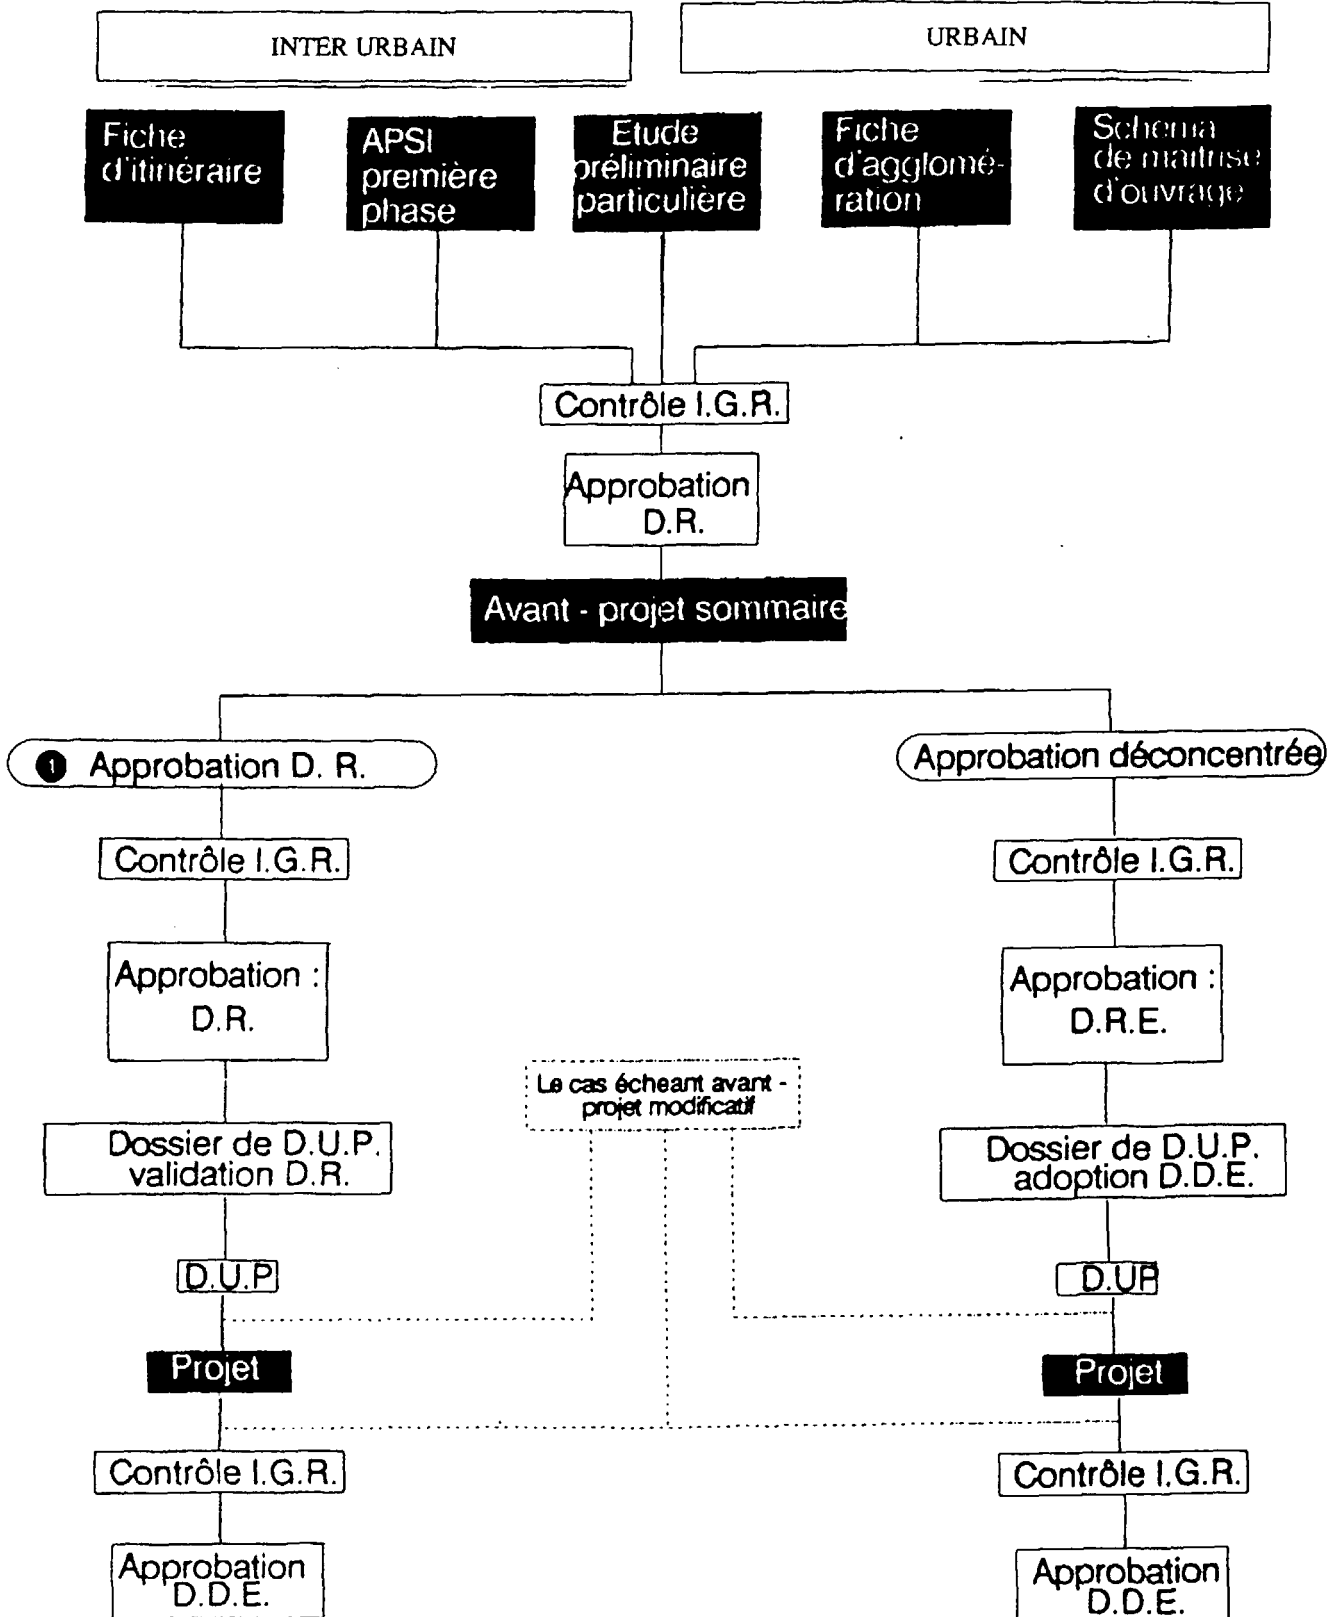 INTER URBAIN
URBAIN
Fiche
d'itinéraire
APSI
première
phase
Etude
préliminaire
particulière
Fiche
d'agglomé-
ration
Schema
de maitrise
d'ouvrage
Contrôle I.G.R.
Approbation
D.R.
Avant - projet sommaire
1 Approbation D. R.
Approbation déconcentrée
Contrôle I.G.R.
Contrôle I.G.R.
Approbation :
D.R.
Approbation :
D.R.E.
Le cas écheant avant -
projet modificatif
Dossier de D.U.P.
validation D.R.
Dossier de D.U.P.
adoption D.D.E.
D.U.P
D.UP
Projet
Projet
Contrôle I.G.R.
Contrôle I.G.R.
Approbation
D.D.E.
Approbation
D.D.E.